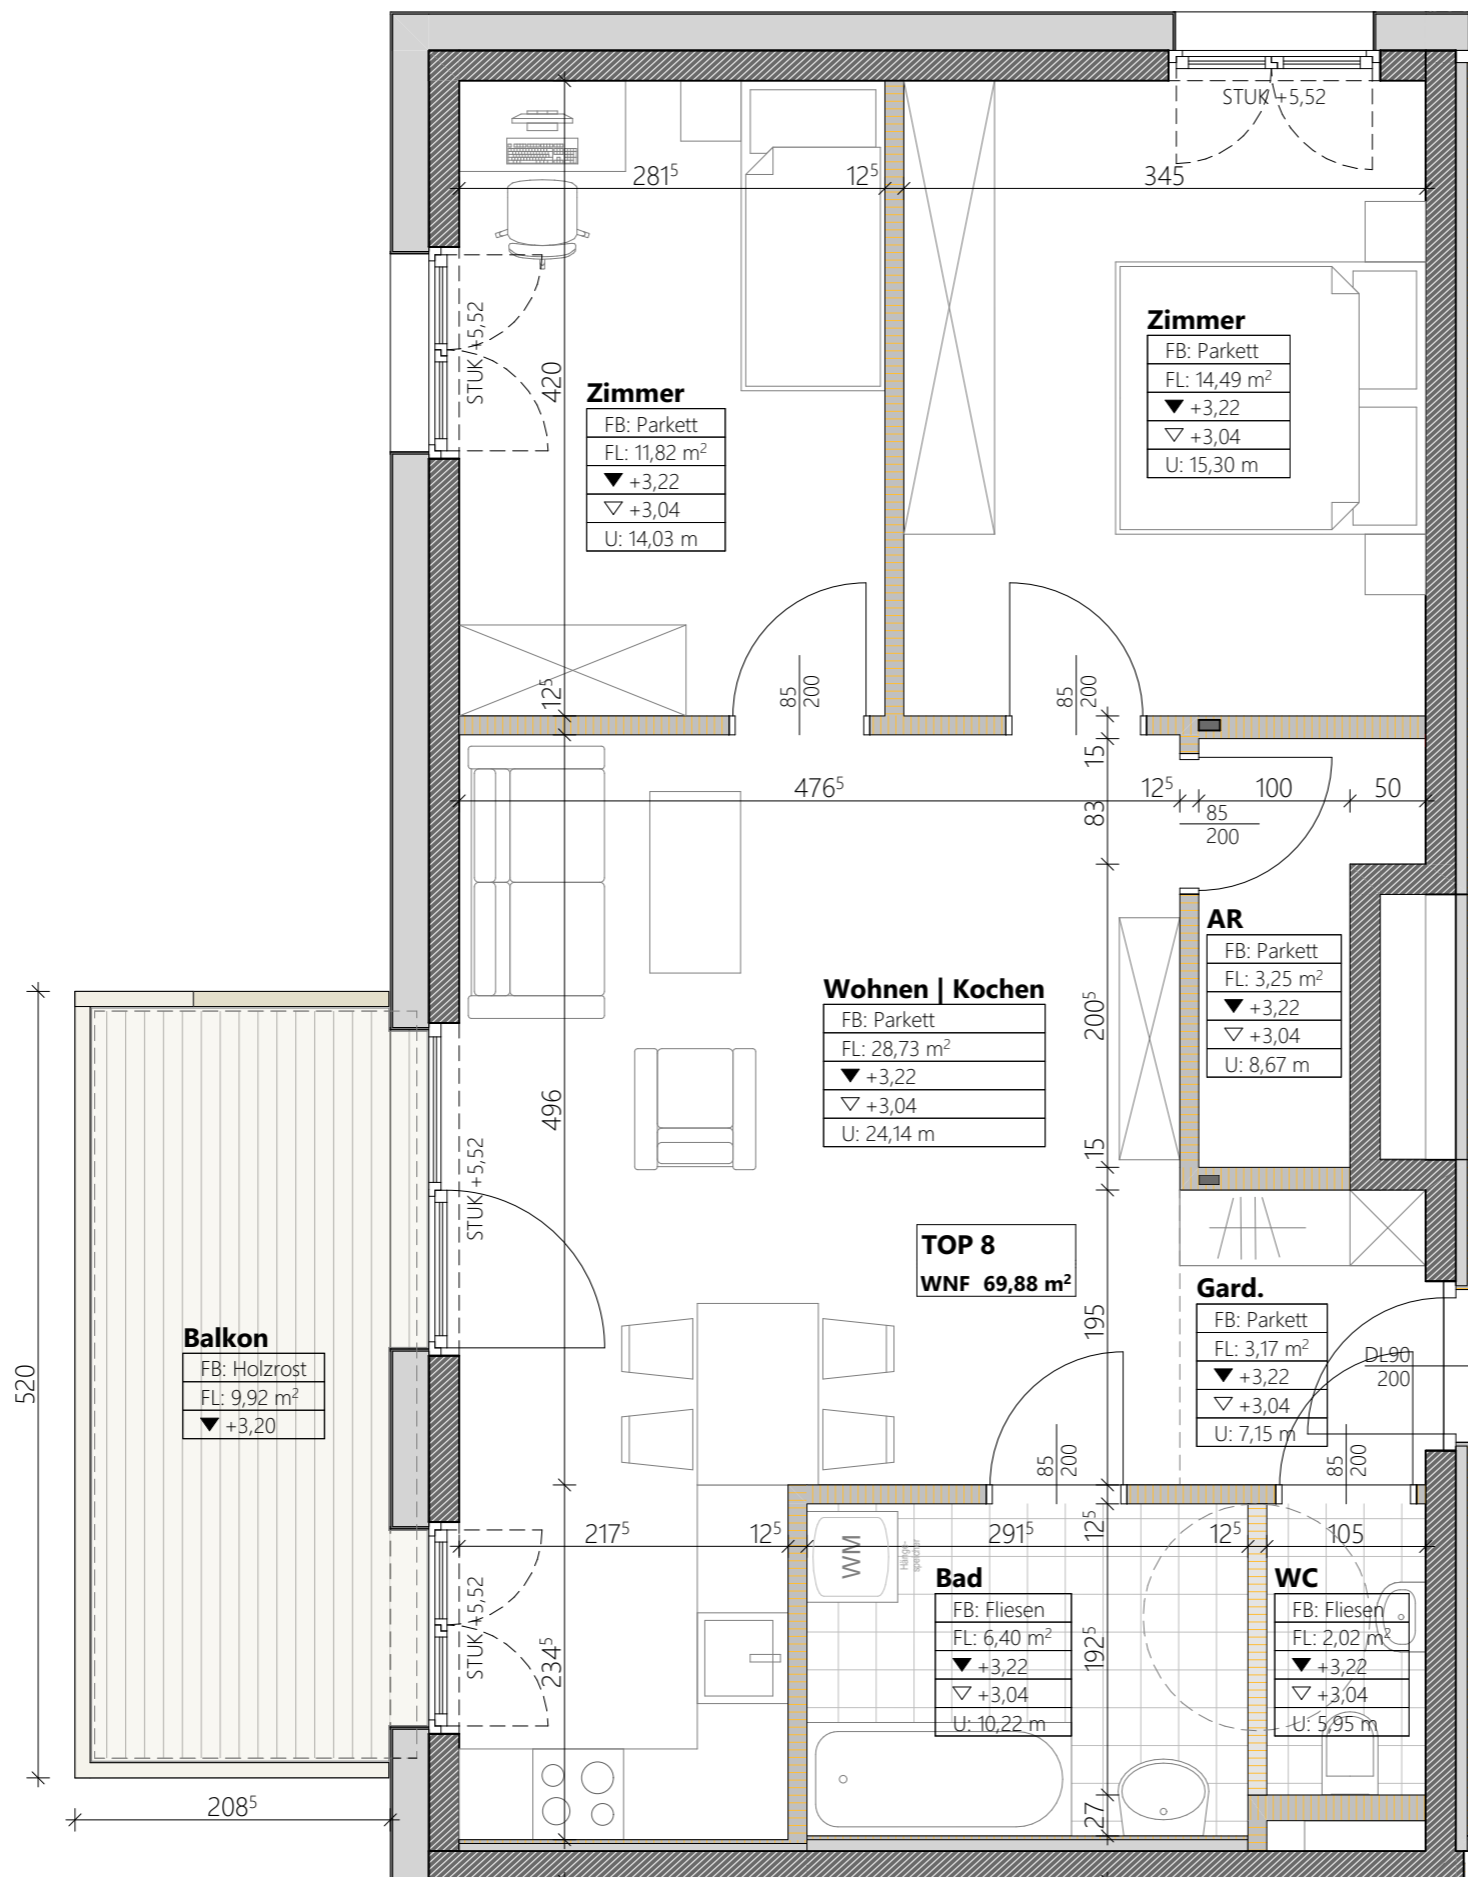 STUK +5,52
281⁵
12⁵
345
STUK +5,52
420
Zimmer
FB: Parkett
FL: 11,82 m²
▼ +3,22
▽ +3,04
U: 14,03 m
Zimmer
FB: Parkett
FL: 14,49 m²
▼ +3,22
▽ +3,04
U: 15,30 m
12⁵
85
200
85
200
15
476⁵
12⁵
100
50
83
85
200
AR
FB: Parkett
FL: 3,25 m²
▼ +3,22
▽ +3,04
U: 8,67 m
Wohnen | Kochen
FB: Parkett
FL: 28,73 m²
▼ +3,22
▽ +3,04
U: 24,14 m
200⁵
496
15
STUK +5,52
TOP 8
WNF 69,88 m²
195
Gard.
FB: Parkett
FL: 3,17 m²
▼ +3,22
▽ +3,04
U: 7,15 m
DL90
200
Balkon
FB: Holzrost
FL: 9,92 m²
▼ +3,20
520
85
200
85
200
217⁵
12⁵
291⁵
12⁵
12⁵
105
WM
Hänge-
speicher
STUK +5,52
234⁵
Bad
FB: Fliesen
FL: 6,40 m²
▼ +3,22
▽ +3,04
U: 10,22 m
192⁵
WC
FB: Fliesen
FL: 2,02 m²
▼ +3,22
▽ +3,04
U: 5,95 m
27
208⁵